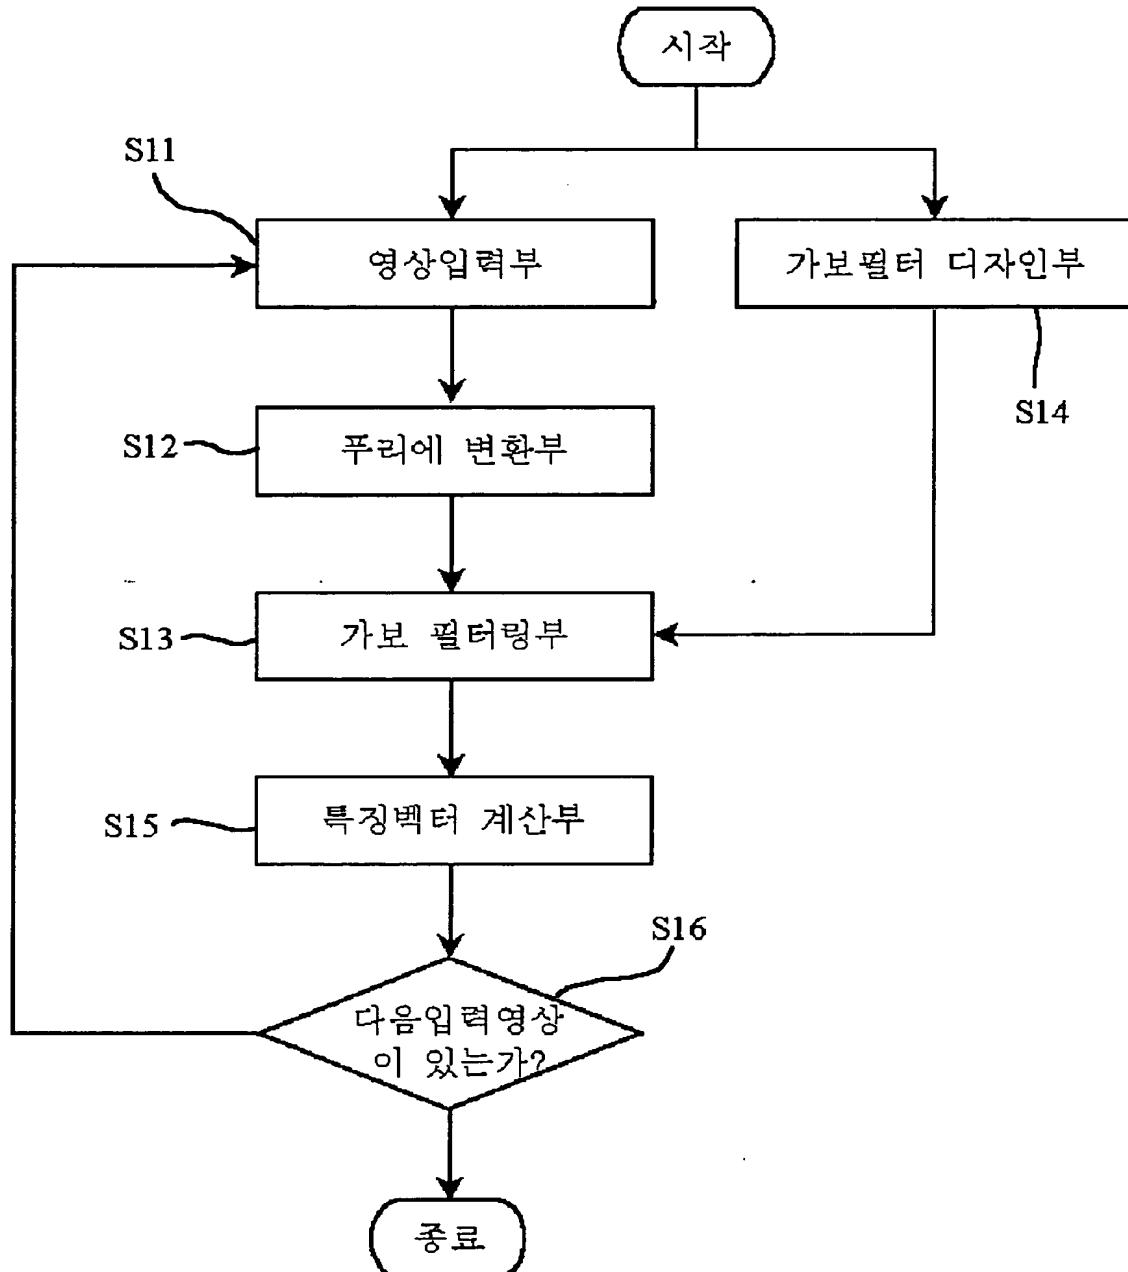 시작
S11
영상입력부
가보필터 디자인부
S14
S12
푸리에 변환부
S13
가보 필터링부
S15
특징벡터 계산부
S16
다음입력영상
이 있는가?
종료